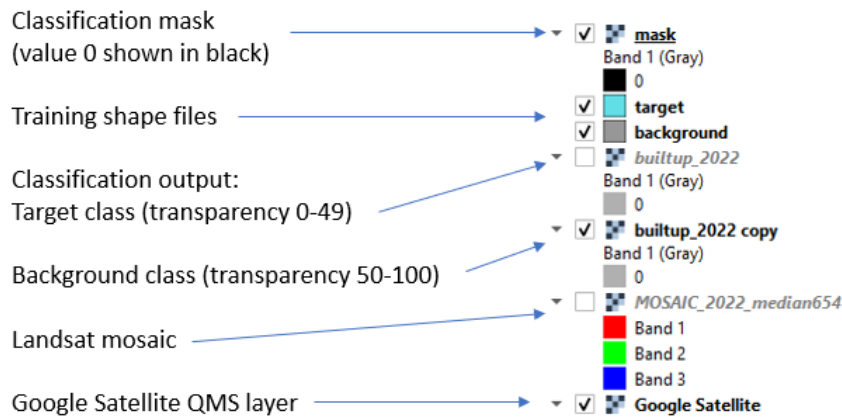 Classification mask
(value 0 shown in black)
Training shape files
Classification output:
Target class (transparency 0-49)
Background class (transparency 50-100)
Landsat mosaic
Google Satellite QMS layer
mask
Band 1 (Gray)
0
target
background
builtup_2022
Band 1 (Gray)
0
builtup_2022 copy
Band 1 (Gray)
0
MOSAIC_2022_median654
Band 1
Band 2
Band 3
Google Satellite